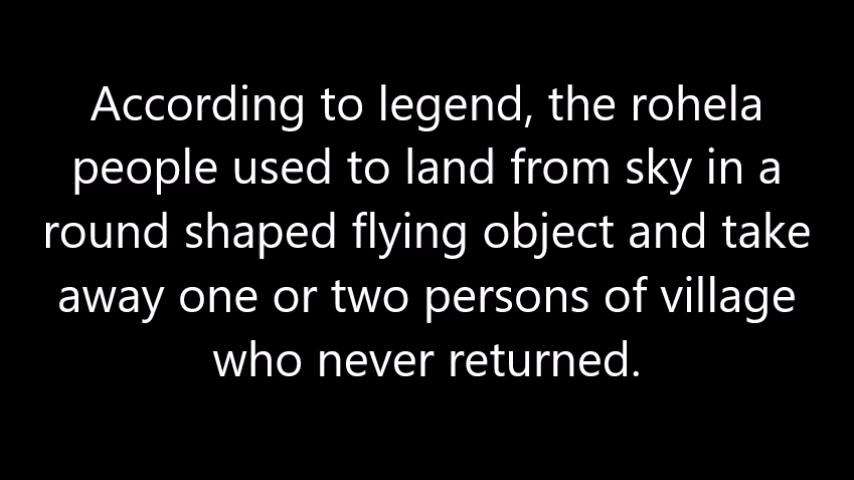 According to legend, the rohela
people used to land from sky in a
round shaped flying object and take
away one or two persons of village
who never returned.